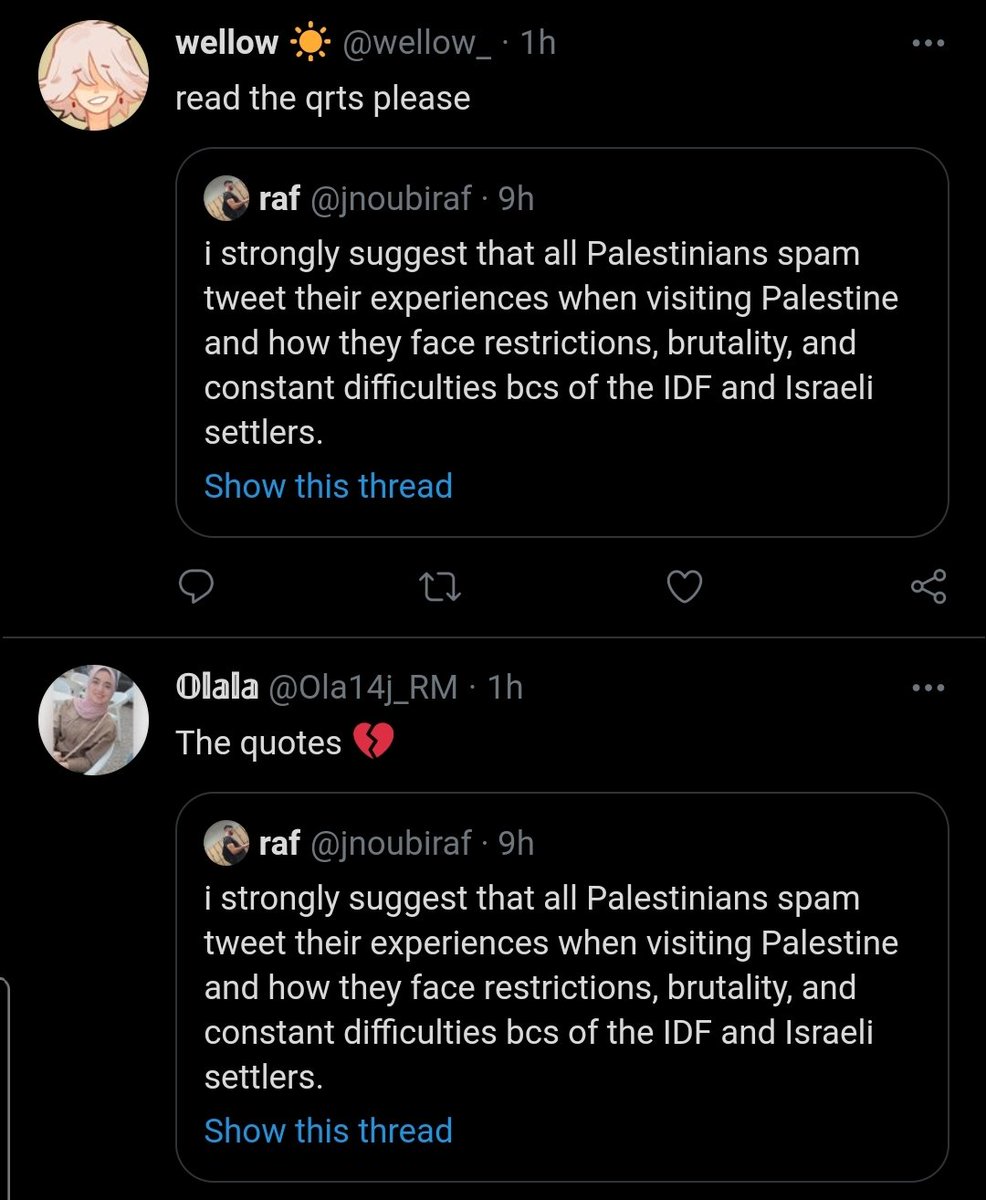 wellow ☀️ @wellow_ · 1h
read the qrts please
raf @jnoubiraf · 9h
i strongly suggest that all Palestinians spam
tweet their experiences when visiting Palestine
and how they face restrictions, brutality, and
constant difficulties bcs of the IDF and Israeli
settlers.
Show this thread
𝕆𝕝𝕒𝕝𝕒 @Ola14j_RM · 1h
The quotes 💔
raf @jnoubiraf · 9h
i strongly suggest that all Palestinians spam
tweet their experiences when visiting Palestine
and how they face restrictions, brutality, and
constant difficulties bcs of the IDF and Israeli
settlers.
Show this thread